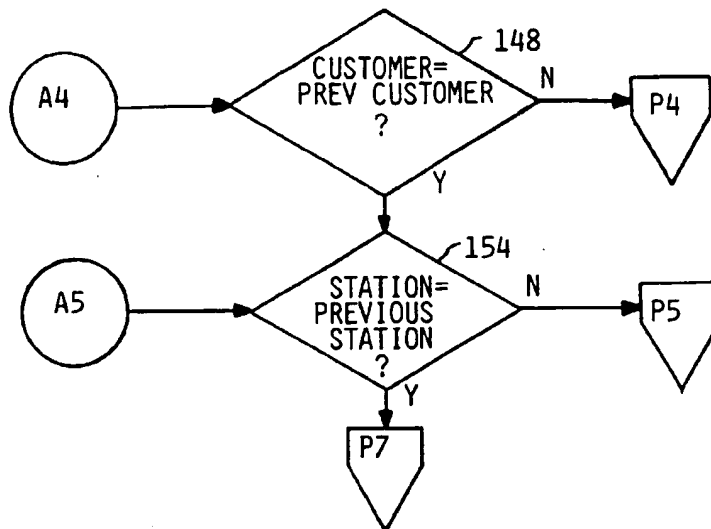 148
A4
CUSTOMER=
PREV CUSTOMER
?
N
P4
Y
154
A5
STATION=
PREVIOUS
STATION
?
N
P5
Y
P7